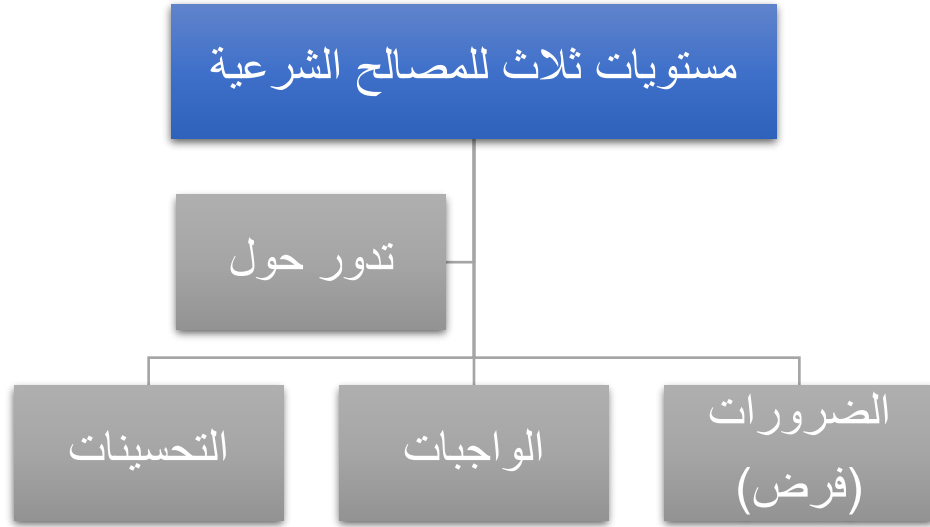 مستويات ثلاث للمصالح الشرعية
تدور حول
الضرورات
(فرض)
الواجبات
التحسينات